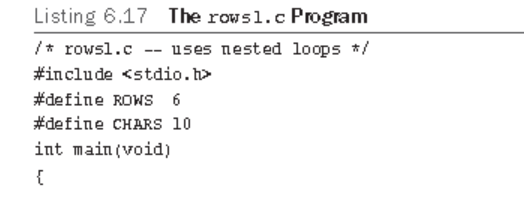 Listing 6.17 The rows1.c Program
/* rows1.c -- uses nested loops */
#include <stdio.h>
#define ROWS 6
#define CHARS 10
int main(void)
{